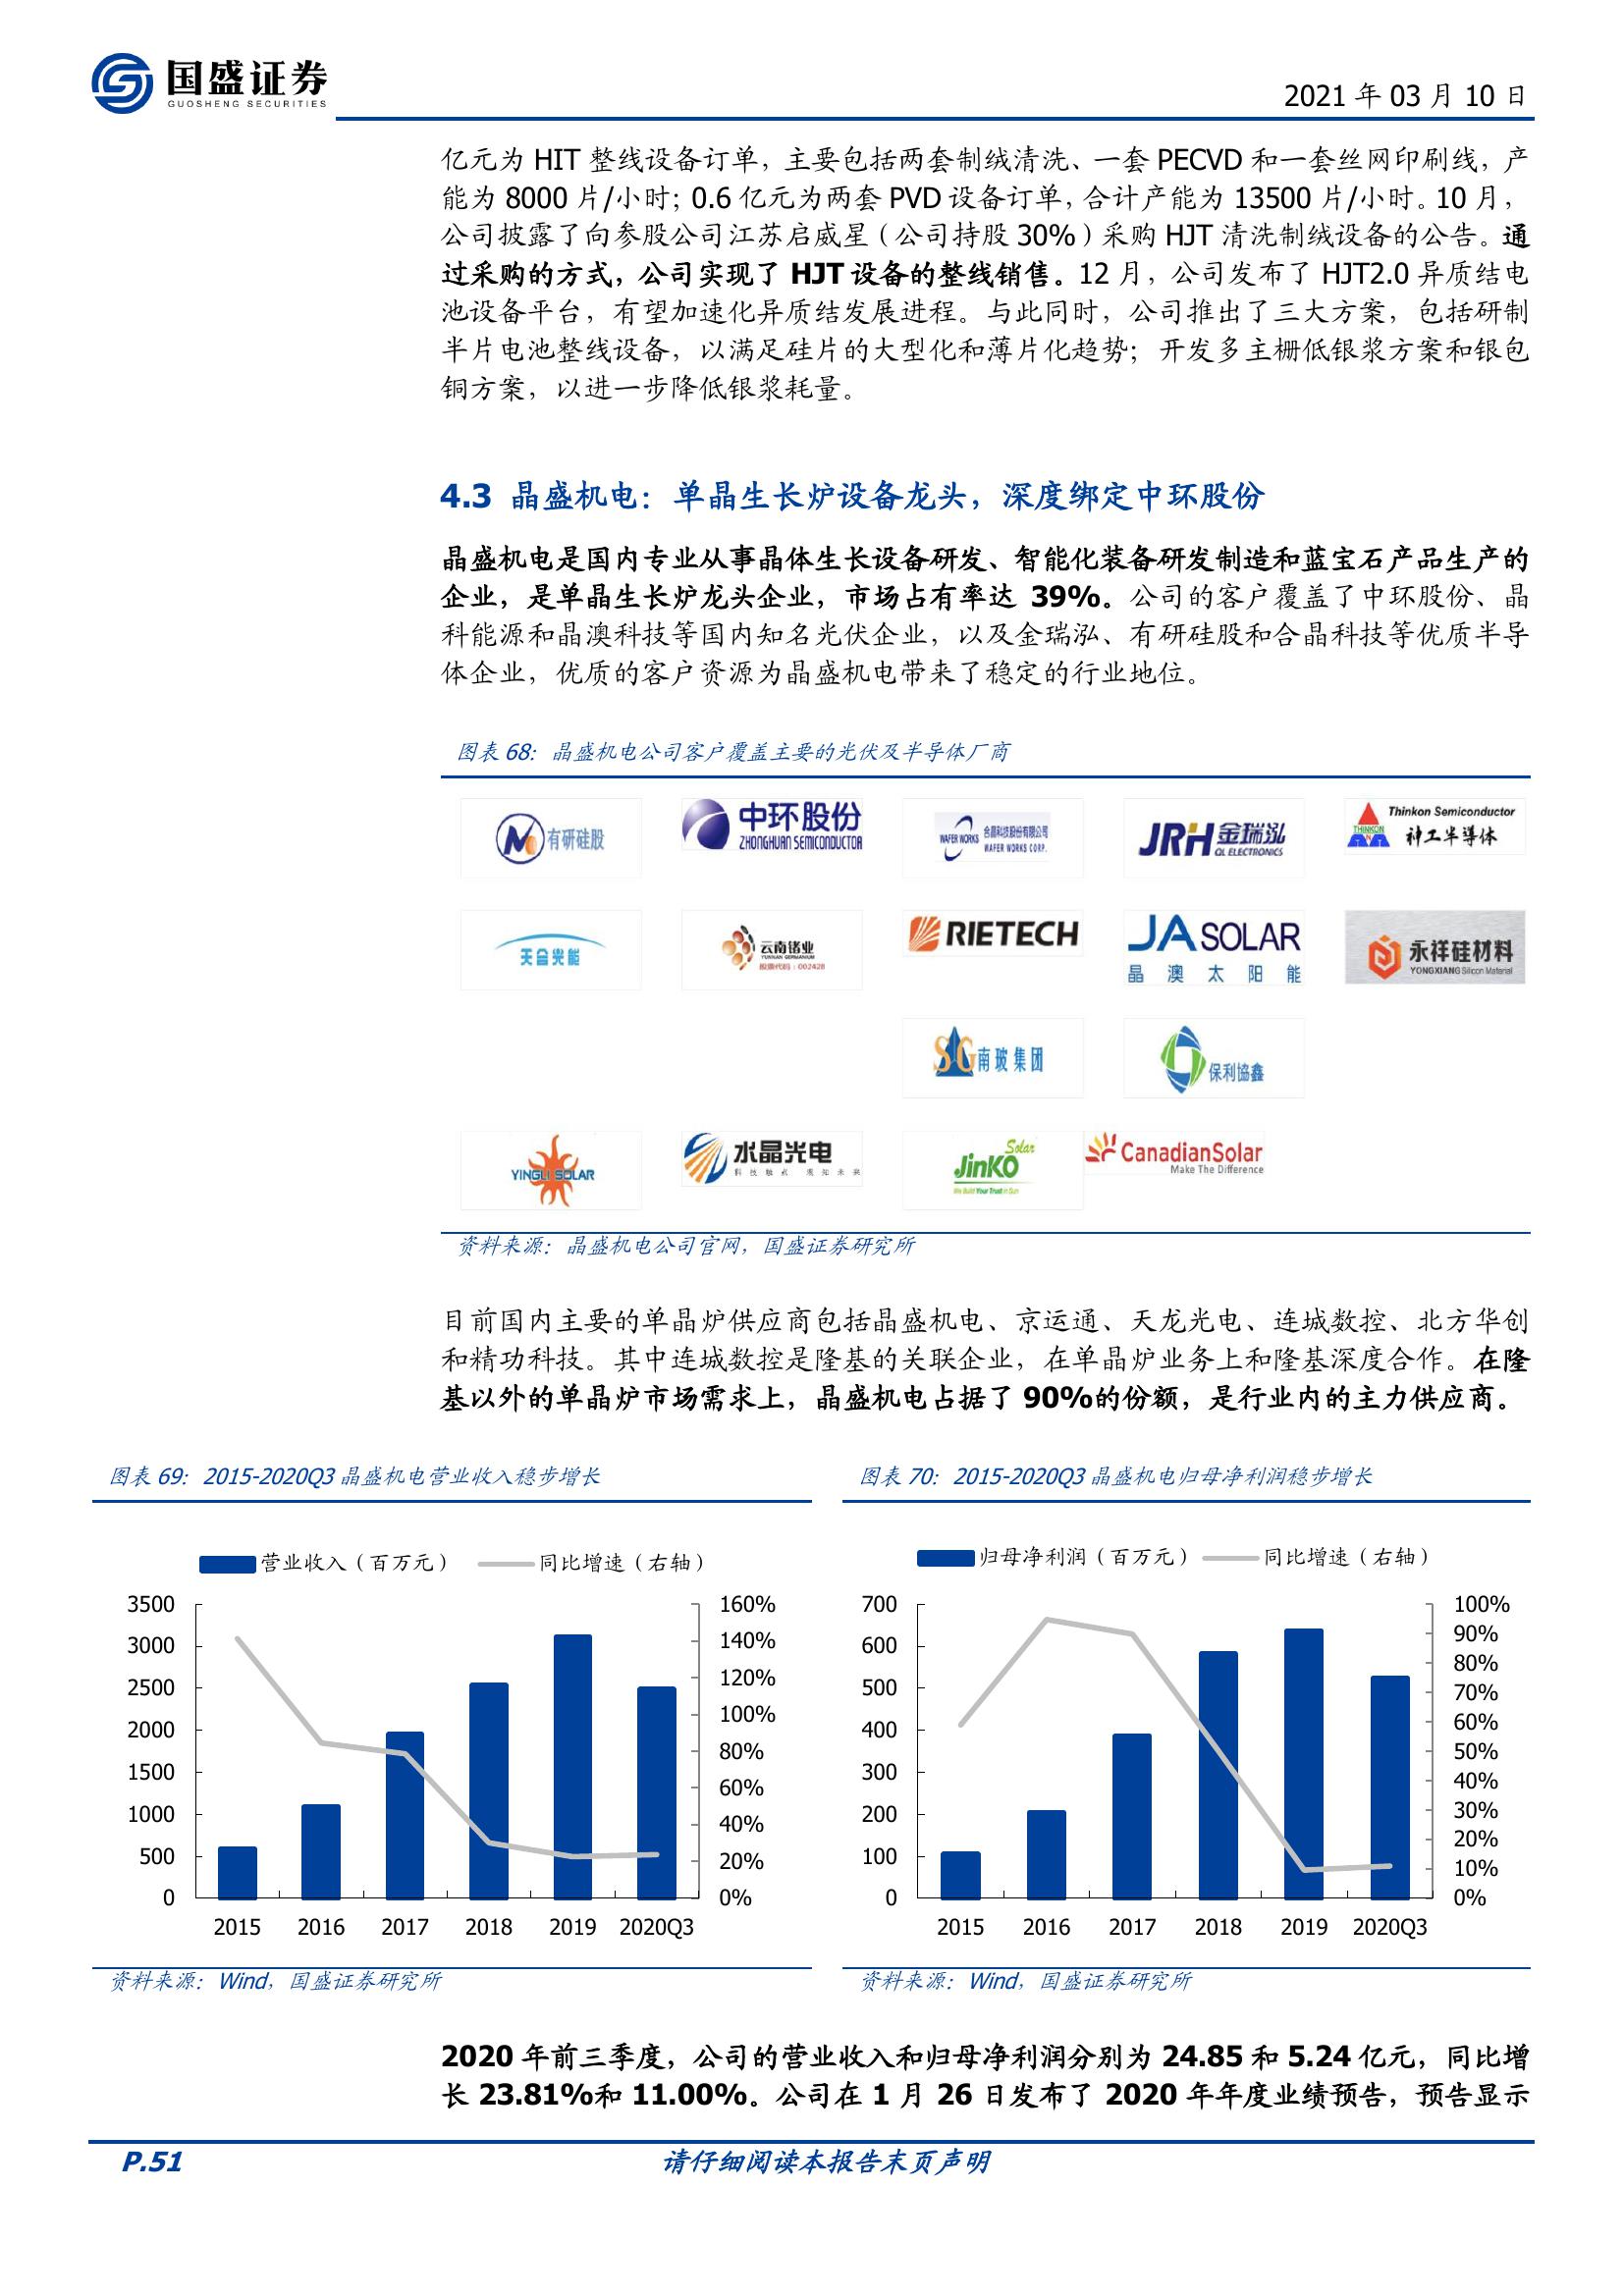 国盛证券
GUOSHENG SECURITIES
2021 年 03 月 10 日
亿元为 HIT 整线设备订单，主要包括两套制绒清洗、一套 PECVD 和一套丝网印刷线，产
能为 8000 片/小时；0.6 亿元为两套 PVD 设备订单，合计产能为 13500 片/小时。10 月，
公司披露了向参股公司江苏启威星（公司持股 30%）采购 HJT 清洗制绒设备的公告。通
过采购的方式，公司实现了 HJT 设备的整线销售。12 月，公司发布了 HJT2.0 异质结电
池设备平台，有望加速化异质结发展进程。与此同时，公司推出了三大方案，包括研制
半片电池整线设备，以满足硅片的大型化和薄片化趋势；开发多主栅低银浆方案和银包
铜方案，以进一步降低银浆耗量。
4.3 晶盛机电：单晶生长炉设备龙头，深度绑定中环股份
晶盛机电是国内专业从事晶体生长设备研发、智能化装备研发制造和蓝宝石产品生产的
企业，是单晶生长炉龙头企业，市场占有率达 39%。公司的客户覆盖了中环股份、晶
科能源和晶澳科技等国内知名光伏企业，以及金瑞泓、有研硅股和合晶科技等优质半导
体企业，优质的客户资源为晶盛机电带来了稳定的行业地位。
图表 68：晶盛机电公司客户覆盖主要的光伏及半导体厂商
有研硅股
中环股份
ZHONGHUAN SEMICONDUCTOR
WAFER WORKS
合晶科技股份有限公司
WAFER WORKS CORP.
JRH 金瑞泓
QL ELECTRONICS
THINKON
Thinkon Semiconductor
神工半导体
天合光能
云南锗业
YUNNAN GERMANIUM
股票代码：002428
RIETECH
JA SOLAR
晶 澳 太 阳 能
永祥硅材料
YONGXIANG Silicon Material
SG 南玻集团
保利協鑫
YINGLI SOLAR
水晶光电
科技触点 感知未来
JinKO Solar
We Build Your Trust in Sun
CanadianSolar
Make The Difference
资料来源：晶盛机电公司官网，国盛证券研究所
目前国内主要的单晶炉供应商包括晶盛机电、京运通、天龙光电、连城数控、北方华创
和精功科技。其中连城数控是隆基的关联企业，在单晶炉业务上和隆基深度合作。在隆
基以外的单晶炉市场需求上，晶盛机电占据了 90%的份额，是行业内的主力供应商。
图表 69：2015-2020Q3 晶盛机电营业收入稳步增长
营业收入（百万元） 同比增速（右轴）
3500
3000
2500
2000
1500
1000
500
0
160%
140%
120%
100%
80%
60%
40%
20%
0%
2015 2016 2017 2018 2019 2020Q3
资料来源：Wind，国盛证券研究所
图表 70：2015-2020Q3 晶盛机电归母净利润稳步增长
归母净利润（百万元） 同比增速（右轴）
700
600
500
400
300
200
100
0
100%
90%
80%
70%
60%
50%
40%
30%
20%
10%
0%
2015 2016 2017 2018 2019 2020Q3
资料来源：Wind，国盛证券研究所
2020 年前三季度，公司的营业收入和归母净利润分别为 24.85 和 5.24 亿元，同比增
长 23.81%和 11.00%。公司在 1 月 26 日发布了 2020 年年度业绩预告，预告显示
P.51
请仔细阅读本报告末页声明